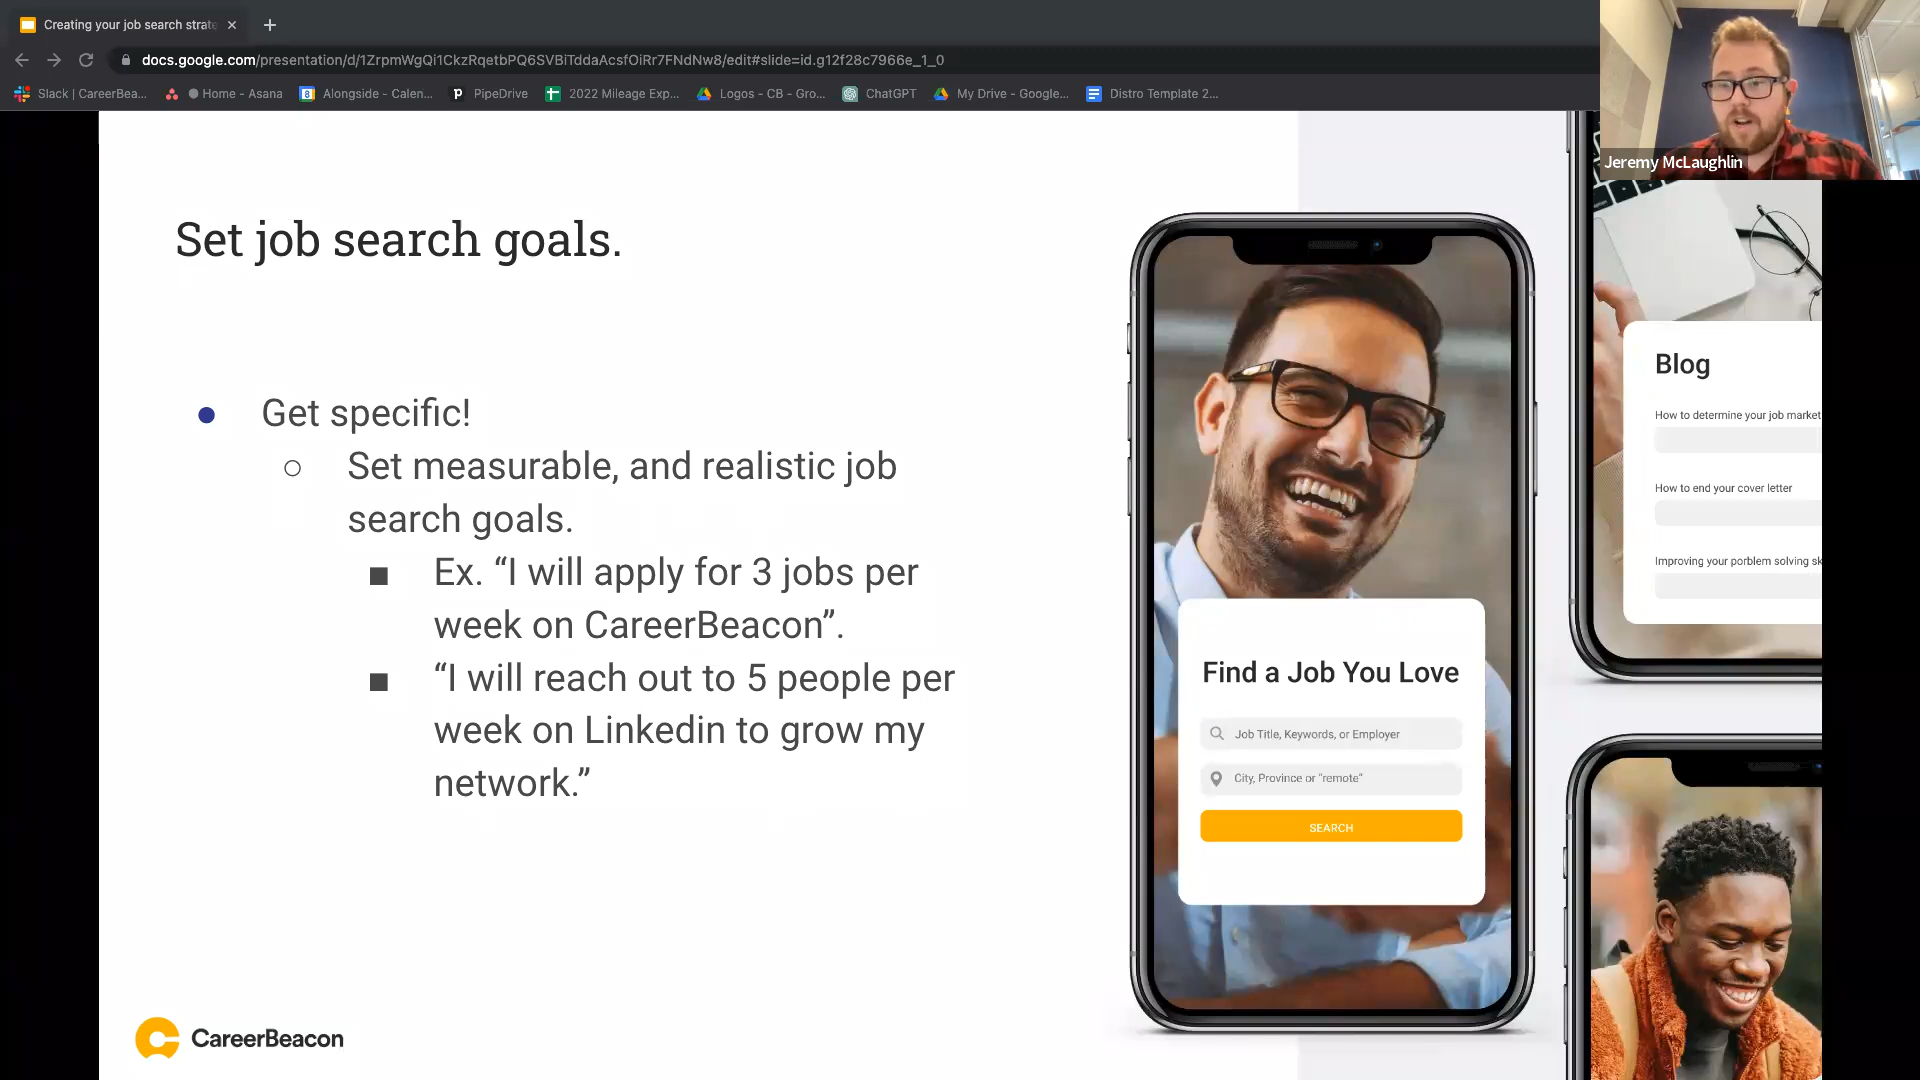 Creating your job search strate
docs.google.com/presentation/d/1ZrpmWgQi1CkzRqetbPQ6SVBiTddaAcsfOiRr7FNdNw8/edit#slide=id.g12f28c7966e_1_0
Slack | CareerBea...
Home - Asana
Alongside - Calen...
PipeDrive
2022 Mileage Exp...
Logos - CB - Gro...
ChatGPT
My Drive - Google...
Distro Template 2...
Jeremy McLaughlin
Set job search goals.
Get specific!
Set measurable, and realistic job
search goals.
Ex. “I will apply for 3 jobs per
week on CareerBeacon”.
“I will reach out to 5 people per
week on Linkedin to grow my
network.”
CareerBeacon
Find a Job You Love
Job Title, Keywords, or Employer
City, Province or "remote"
SEARCH
Blog
How to determine your job market
How to end your cover letter
Improving your porblem solving sk